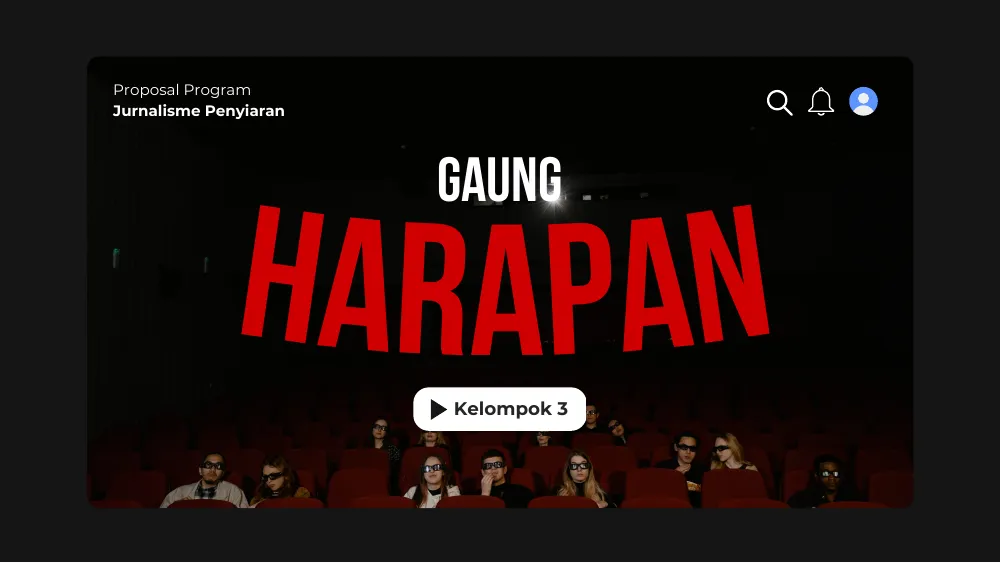 Proposal Program
Jurnalisme Penyiaran
GAUNG
HARAPAN
Kelompok 3